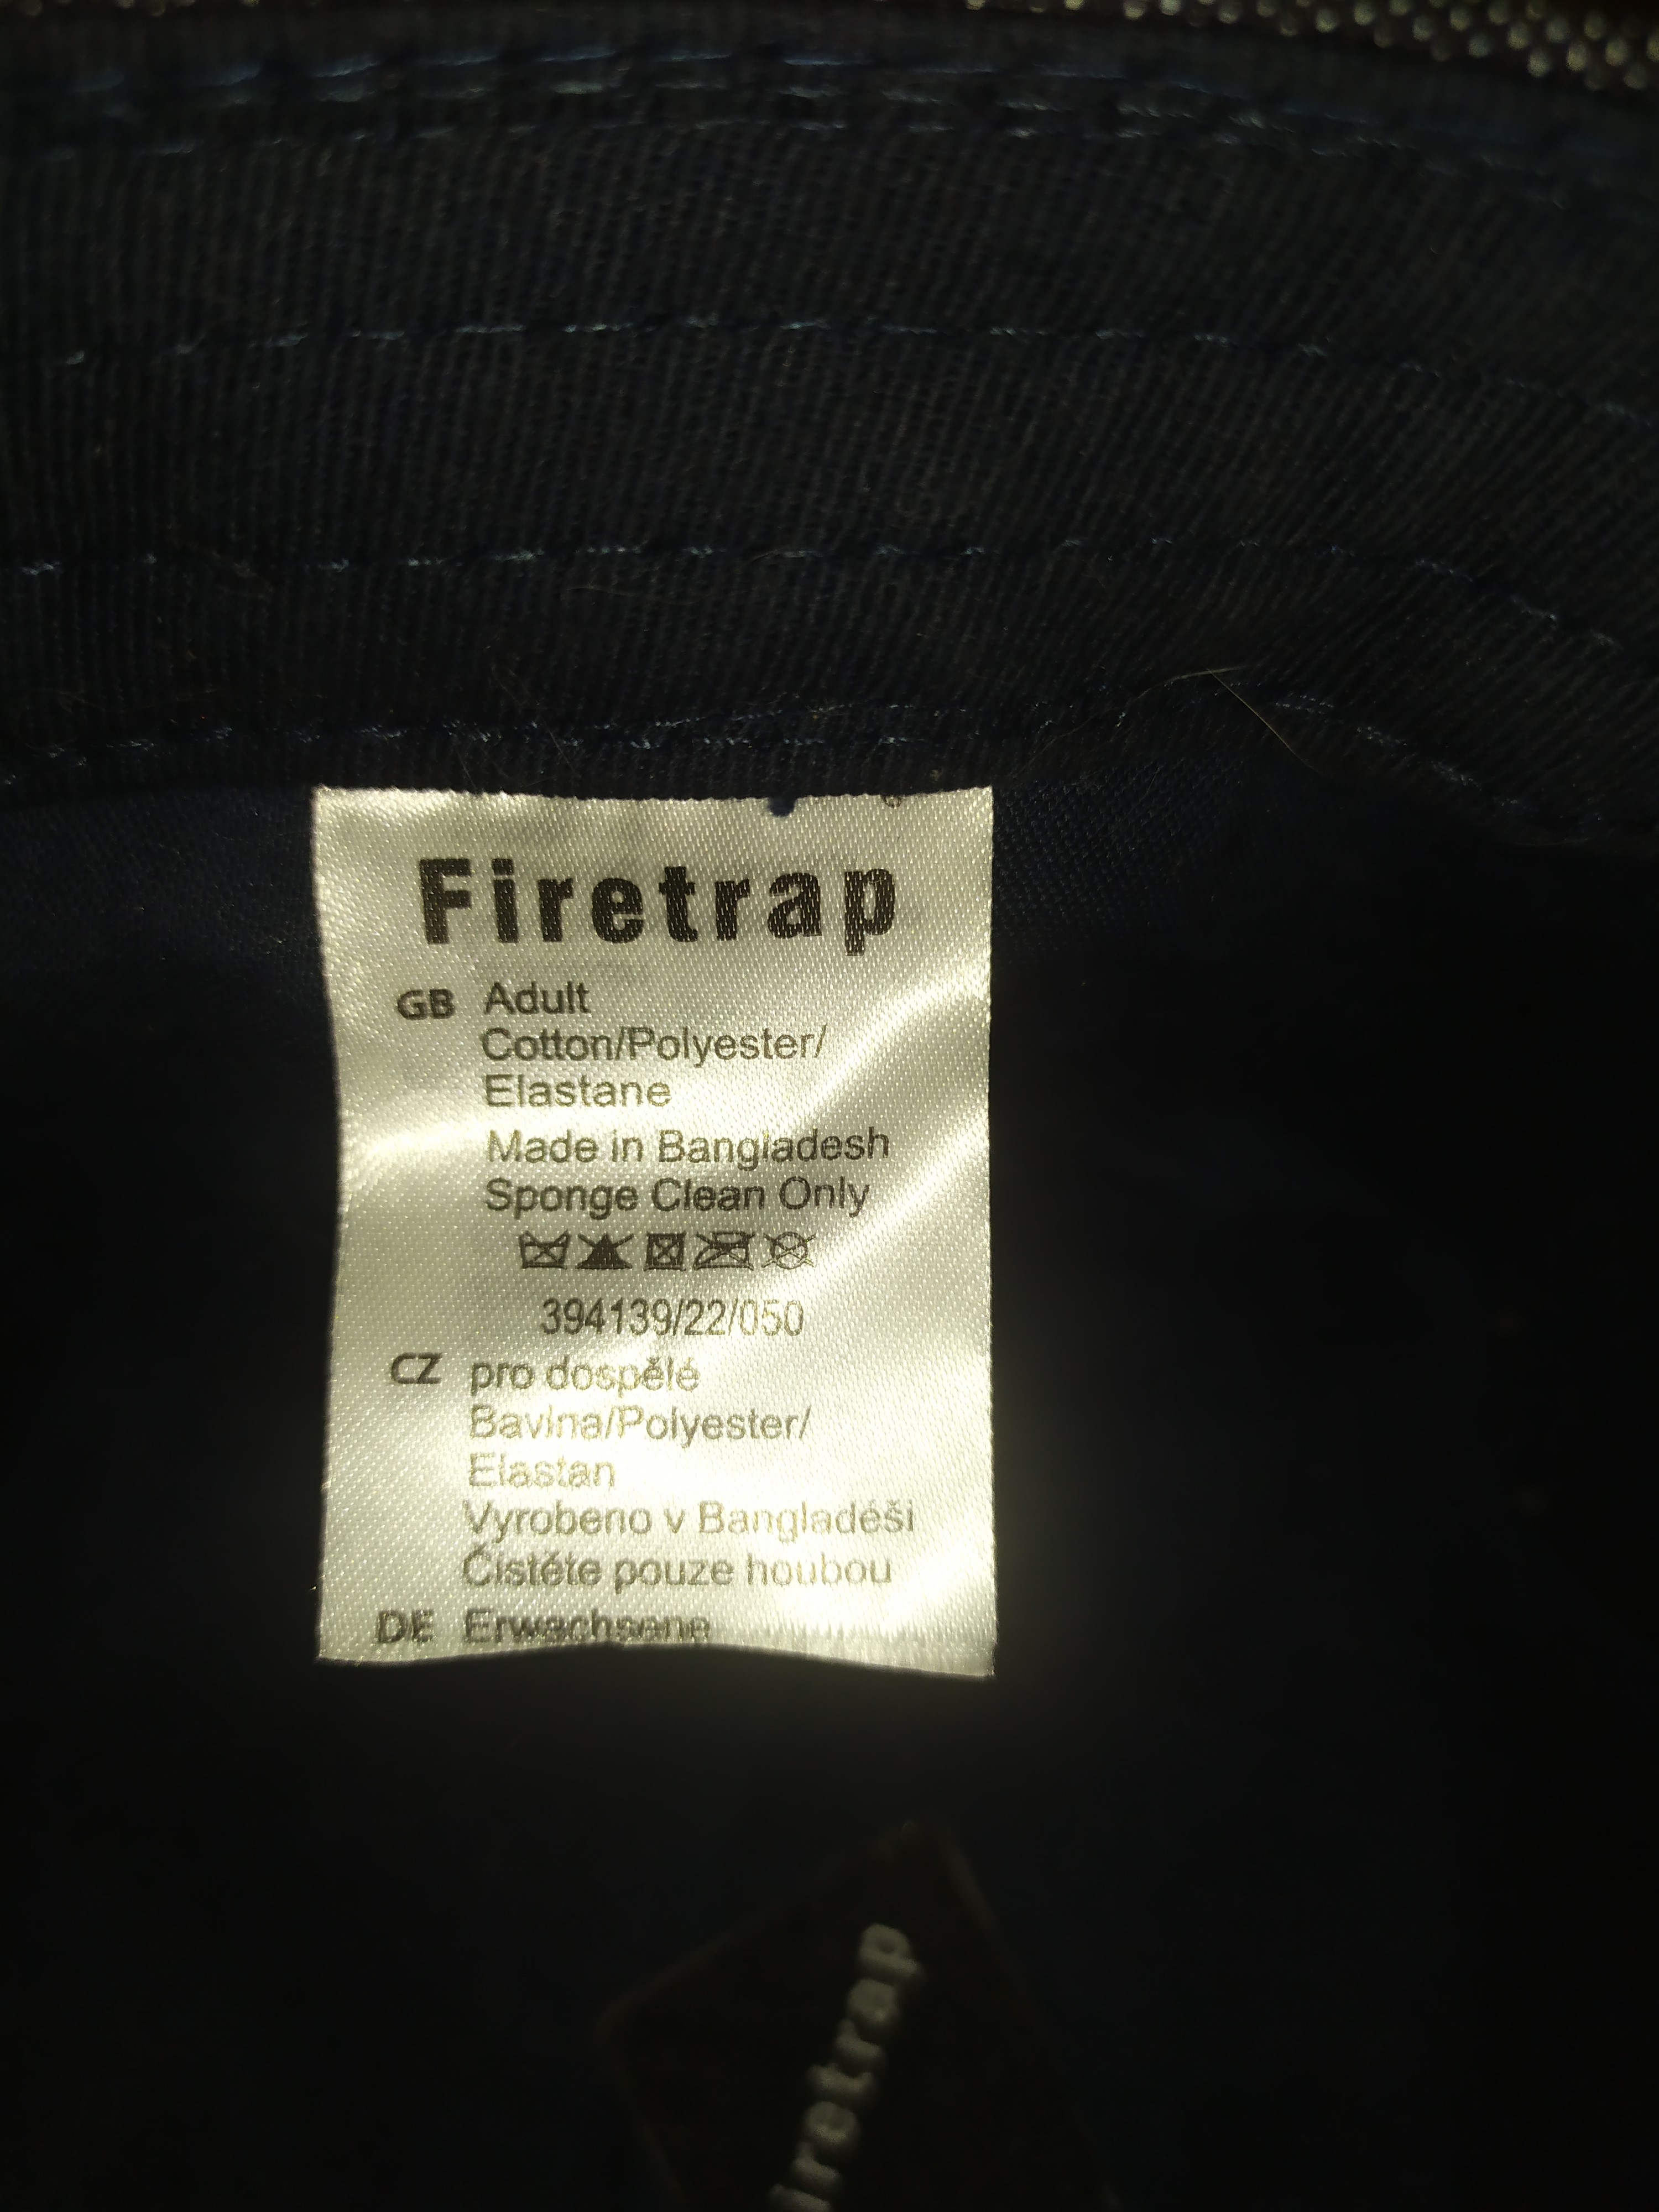 Firetrap
GB Adult
Cotton/Polyester/
Elastane
Made in Bangladesh
Sponge Clean Only
394139/22/050
CZ pro dospělé
Bavlna/Polyester/
Elastan
Vyrobeno v Bangladéši
Čistěte pouze houbou
DE Erwachsene
iretrap